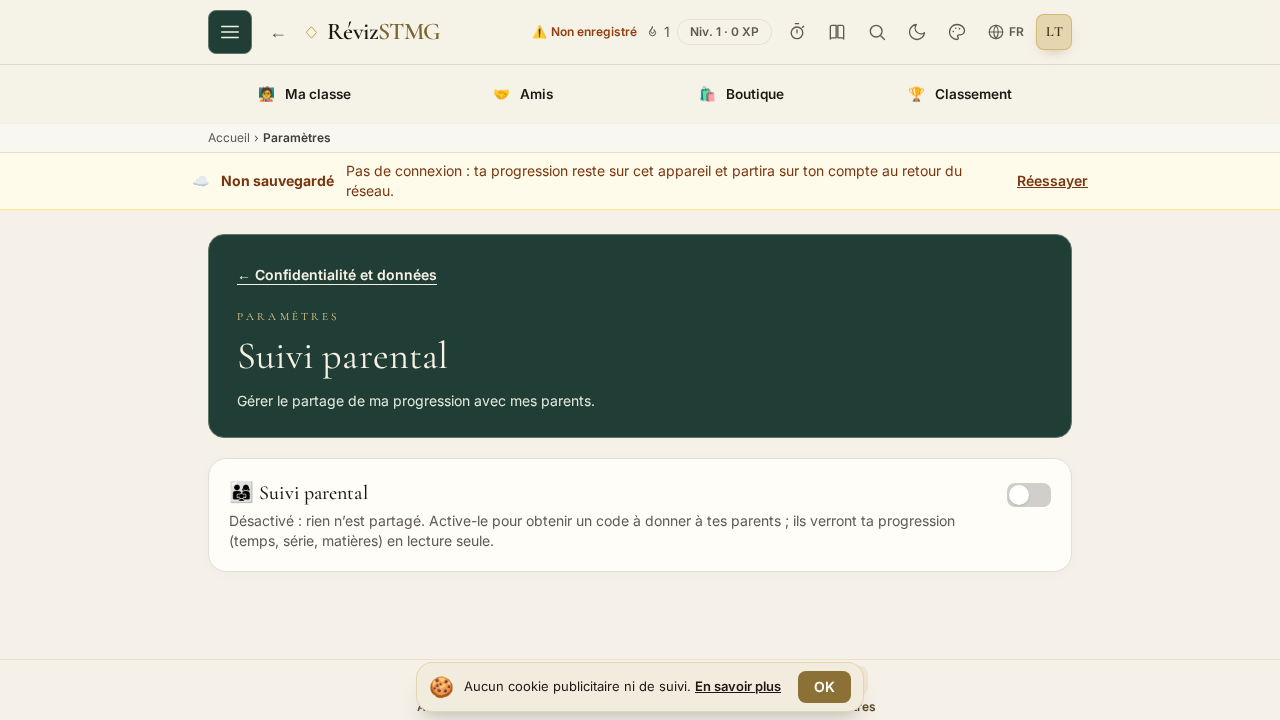 ← RévizSTMG ⚠️ Non enregistré 1 Niv. 1 · 0 XP FR LT
Ma classe Amis Boutique Classement
Accueil › Paramètres
Non sauvegardé Pas de connexion : ta progression reste sur cet appareil et partira sur ton compte au retour du
réseau.
Réessayer
← Confidentialité et données
PARAMÈTRES
Suivi parental
Gérer le partage de ma progression avec mes parents.
Suivi parental
Désactivé : rien n’est partagé. Active-le pour obtenir un code à donner à tes parents ; ils verront ta progression
(temps, série, matières) en lecture seule.
Aucun cookie publicitaire ni de suivi. En savoir plus OK